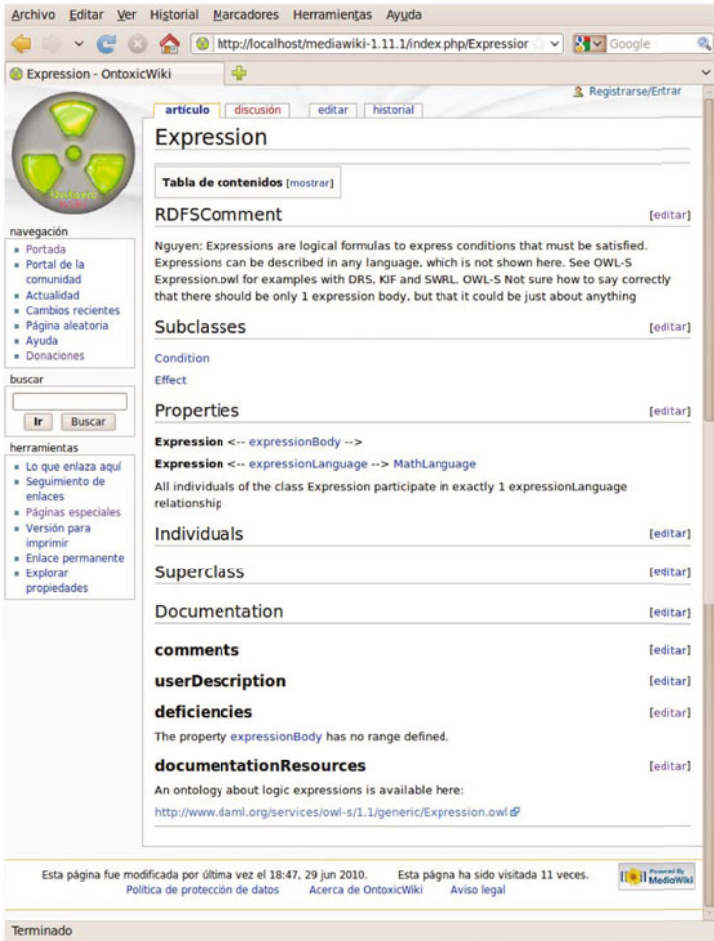 Archivo Editar Ver Historial Marcadores Herramientas Ayuda
http://localhost/mediawiki-1.11.1/index.php/Expression
Google
Expression - OntoxicWiki
Registrarse/Entrar
artículo discusión editar historial
Expression
Tabla de contenidos [mostrar]
RDFSComment [editar]
Nguyen: Expressions are logical formulas to express conditions that must be satisfied.
Expressions can be described in any language, which is not shown here. See OWL-S
Expression.owl for examples with DRS, KIF and SWRL. OWL-S Not sure how to say correctly
that there should be only 1 expression body, but that it could be just about anything
Subclasses [editar]
Condition
Effect
Properties [editar]
Expression <-- expressionBody -->
Expression <-- expressionLanguage --> MathLanguage
All individuals of the class Expression participate in exactly 1 expressionLanguage
relationship
Individuals [editar]
Superclass [editar]
Documentation [editar]
comments [editar]
userDescription [editar]
deficiencies [editar]
The property expressionBody has no range defined.
documentationResources [editar]
An ontology about logic expressions is available here:
http://www.daml.org/services/owl-s/1.1/generic/Expression.owl
navegación
Portada
Portal de la
comunidad
Actualidad
Cambios recientes
Página aleatoria
Ayuda
Donaciones
buscar
Ir Buscar
herramientas
Lo que enlaza aquí
Seguimiento de
enlaces
Páginas especiales
Versión para
imprimir
Enlace permanente
Explorar
propiedades
Esta página fue modificada por última vez el 18:47, 29 jun 2010. Esta págna ha sido visitada 11 veces.
Política de protección de datos Acerca de OntoxicWiki Aviso legal
Powered By
MediaWiki
Terminado